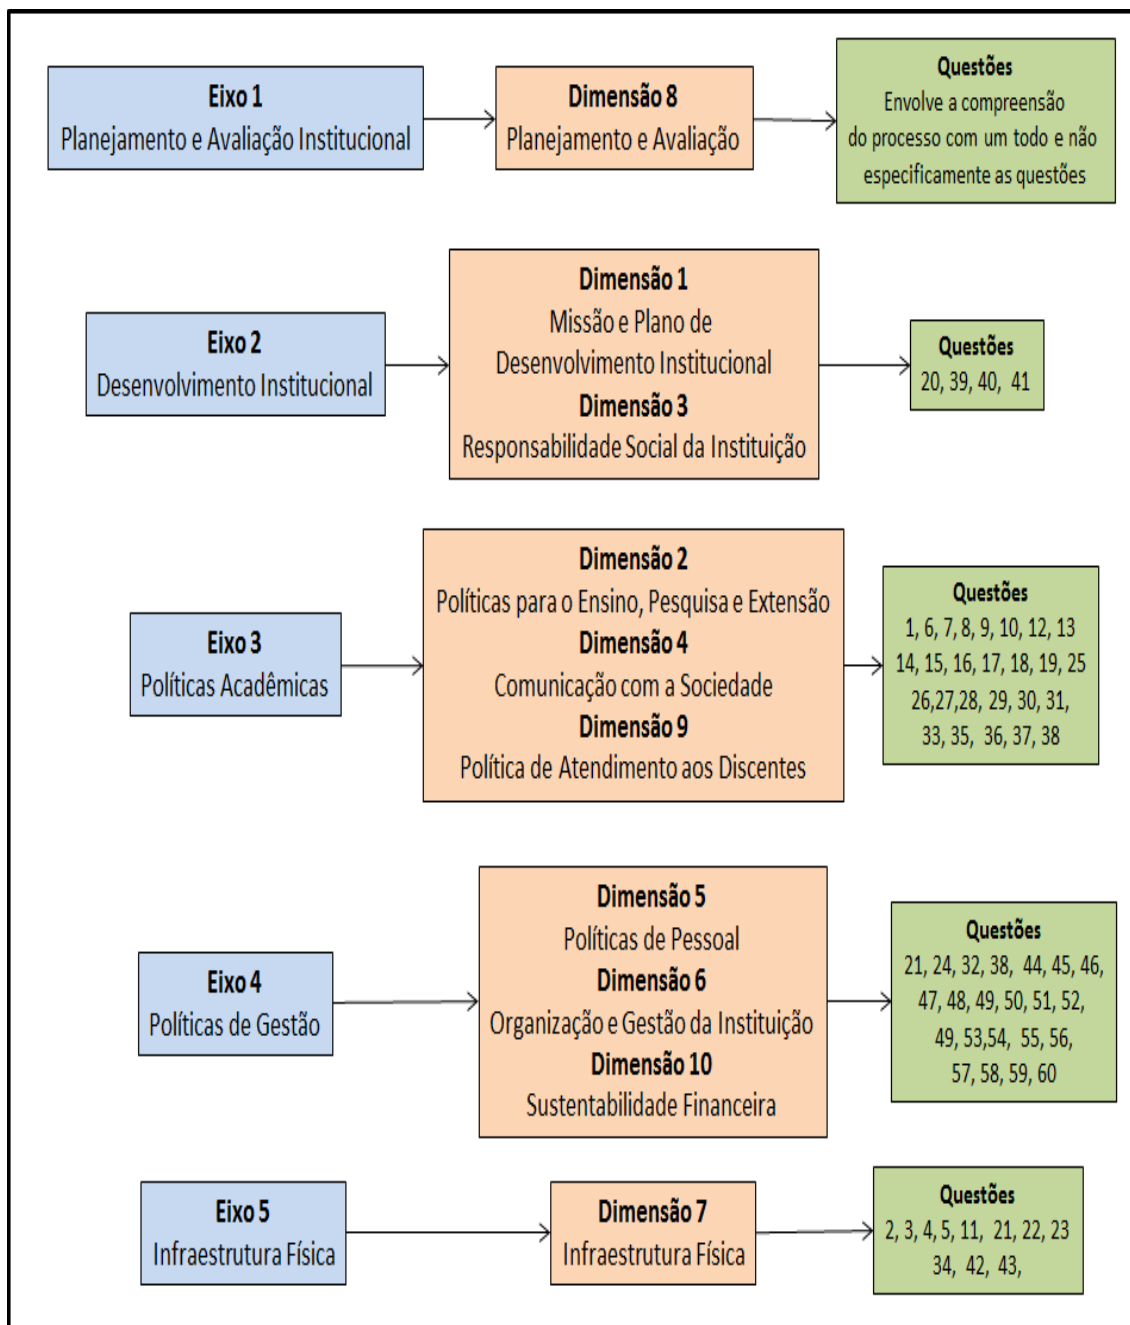 Eixo 1
Planejamento e Avaliação Institucional
Dimensão 8
Planejamento e Avaliação
Questões
Envolve a compreensão
do processo com um todo e não
especificamente as questões
Eixo 2
Desenvolvimento Institucional
Dimensão 1
Missão e Plano de
Desenvolvimento Institucional
Dimensão 3
Responsabilidade Social da Instituição
Questões
20, 39, 40, 41
Eixo 3
Políticas Acadêmicas
Dimensão 2
Políticas para o Ensino, Pesquisa e Extensão
Dimensão 4
Comunicação com a Sociedade
Dimensão 9
Política de Atendimento aos Discentes
Questões
1, 6, 7, 8, 9, 10, 12, 13
14, 15, 16, 17, 18, 19, 25
26,27,28, 29, 30, 31,
33, 35, 36, 37, 38
Eixo 4
Políticas de Gestão
Dimensão 5
Políticas de Pessoal
Dimensão 6
Organização e Gestão da Instituição
Dimensão 10
Sustentabilidade Financeira
Questões
21, 24, 32, 38, 44, 45, 46,
47, 48, 49, 50, 51, 52,
49, 53,54, 55, 56,
57, 58, 59, 60
Eixo 5
Infraestrutura Física
Dimensão 7
Infraestrutura Física
Questões
2, 3, 4, 5, 11, 21, 22, 23
34, 42, 43,